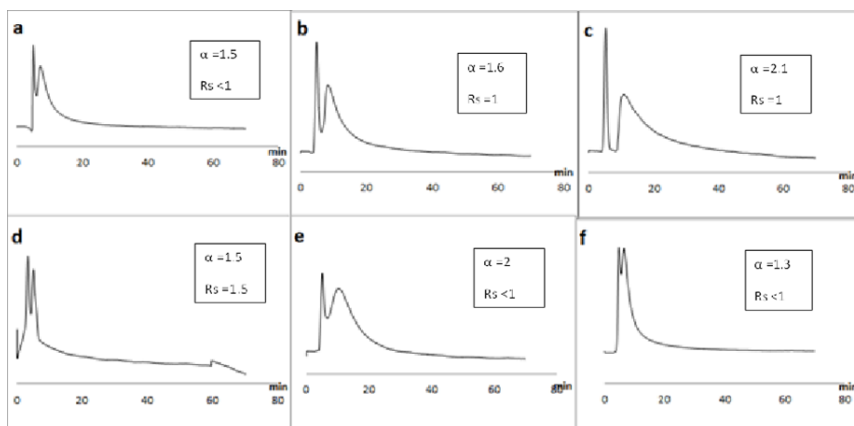 a
α =1.5
Rs <1
min
0 20 40 60 80
b
α =1.6
Rs=1
min
0 20 40 60 80
c
α =2.1
Rs=1
min
0 20 40 60 80
d
α =1.5
Rs =1.5
min
0 20 40 60 80
e
α =2
Rs <1
min
0 20 40 60 80
f
α =1.3
Rs <1
min
0 20 40 60 80